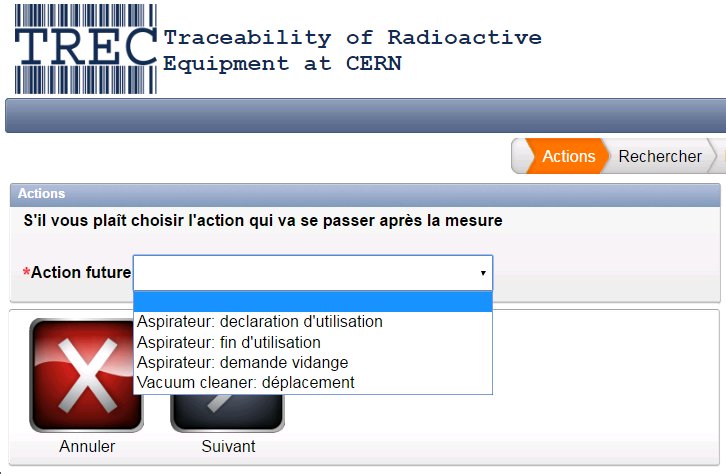 TREC
Traceability of Radioactive
Equipment at CERN
Actions Rechercher
Actions
S'il vous plaît choisir l'action qui va se passer après la mesure
*Action future
Aspirateur: declaration d'utilisation
Aspirateur: fin d'utilisation
Aspirateur: demande vidange
Vacuum cleaner: déplacement
Annuler Suivant